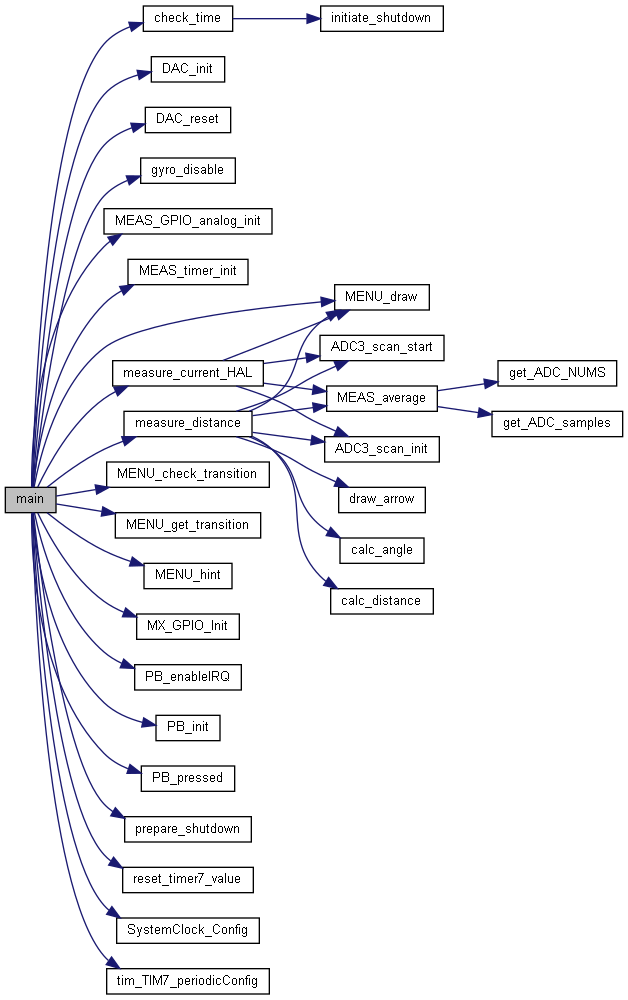 check_time
initiate_shutdown
DAC_init
DAC_reset
gyro_disable
MEAS_GPIO_analog_init
MEAS_timer_init
MENU_draw
ADC3_scan_start
measure_current_HAL
get_ADC_NUMS
MEAS_average
measure_distance
get_ADC_samples
ADC3_scan_init
MENU_check_transition
main
draw_arrow
MENU_get_transition
calc_angle
MENU_hint
calc_distance
MX_GPIO_Init
PB_enableIRQ
PB_init
PB_pressed
prepare_shutdown
reset_timer7_value
SystemClock_Config
tim_TIM7_periodicConfig